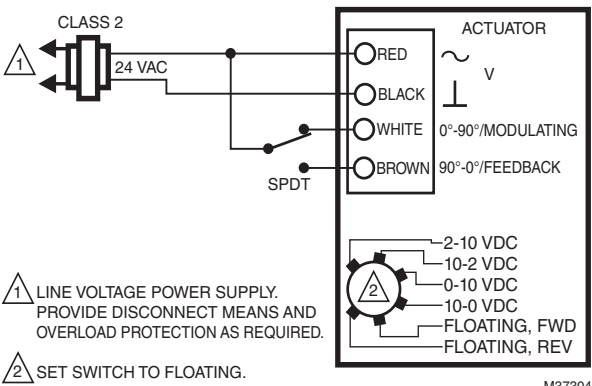 CLASS 2
ACTUATOR
1
24 VAC
RED
V
BLACK
WHITE 0°-90°/MODULATING
BROWN 90°-0°/FEEDBACK
SPDT
2-10 VDC
10-2 VDC
0-10 VDC
10-0 VDC
FLOATING, FWD
FLOATING, REV
2
1 LINE VOLTAGE POWER SUPPLY.
PROVIDE DISCONNECT MEANS AND
OVERLOAD PROTECTION AS REQUIRED.
2 SET SWITCH TO FLOATING.